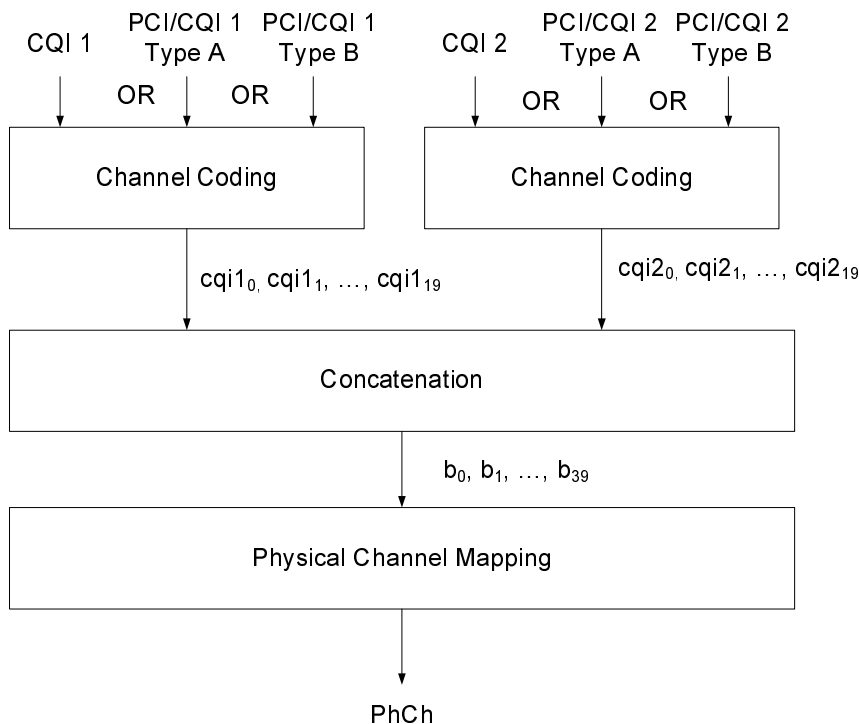 CQI 1
PCI/CQI 1
Type A
PCI/CQI 1
Type B
OR
OR
CQI 2
PCI/CQI 2
Type A
PCI/CQI 2
Type B
OR
OR
Channel Coding
Channel Coding
cqi1₀, cqi1₁, …, cqi1₁₉
cqi2₀, cqi2₁, …, cqi2₁₉
Concatenation
b₀, b₁, …, b₃₉
Physical Channel Mapping
PhCh